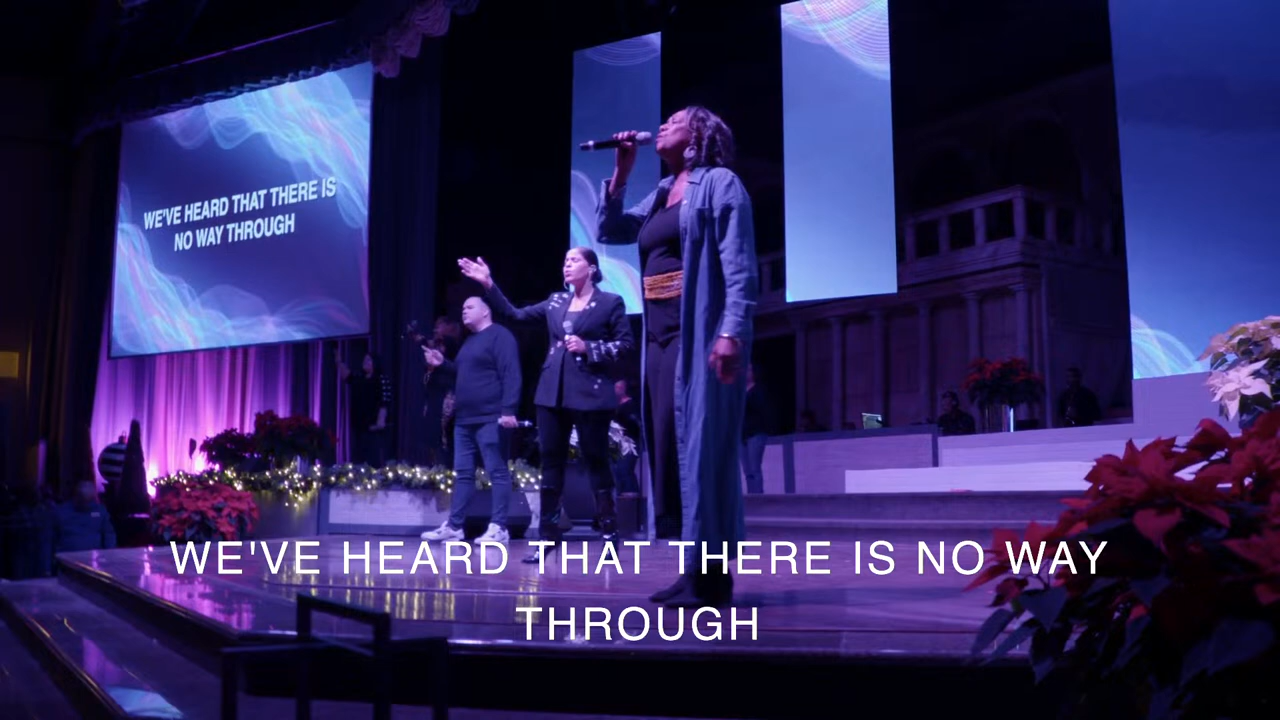 WE'VE HEARD THAT THERE IS
NO WAY THROUGH
WE'VE HEARD THAT THERE IS NO WAY
THROUGH